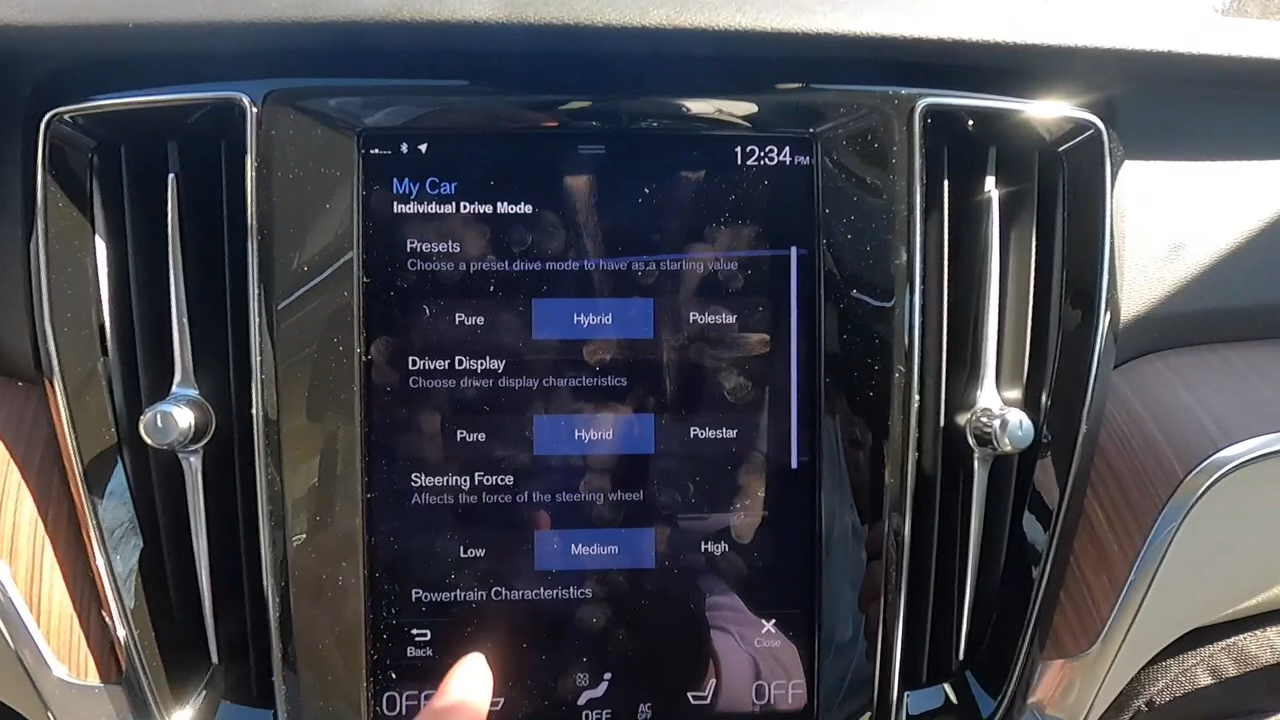 12:34 PM
My Car
Individual Drive Mode
Presets
Choose a preset drive mode to have as a starting value
Pure Hybrid Polestar
Driver Display
Choose driver display characteristics
Pure Hybrid Polestar
Steering Force
Affects the force of the steering wheel
Low Medium High
Powertrain Characteristics
Back Close
OFF OFF AC OFF OFF